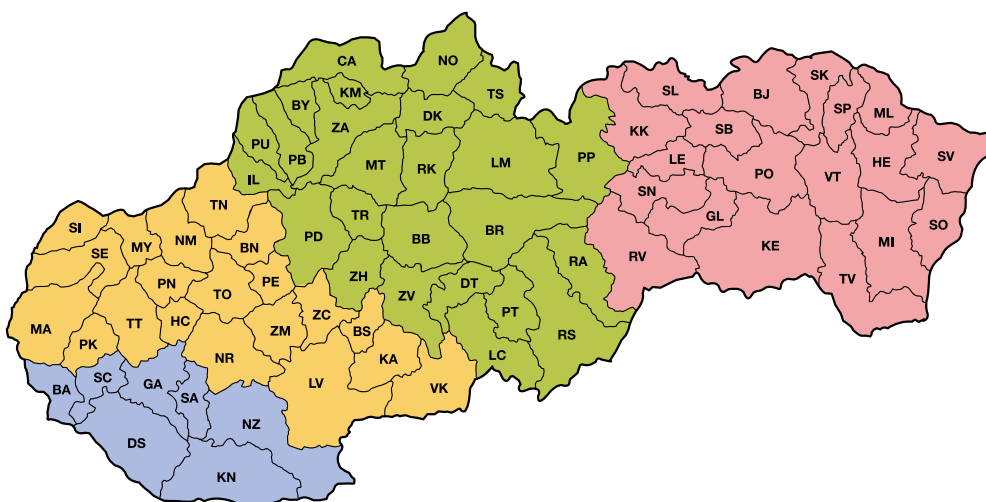 CA
NO
KM
TS
BY
DK
ZA
PU
PB
MT
RK
LM
PP
IL
TN
TR
PD
BB
BR
BN
ZH
RA
DT
ZV
PT
RS
LC
SI
SE
MY
NM
PN
PE
TO
MA
TT
HC
ZC
BS
PK
ZM
NR
KA
LV
VK
BA
SC
GA
SA
NZ
DS
KN
SL
BJ
SK
SP
ML
KK
SB
LE
PO
HE
SV
VT
SN
GL
SO
RV
KE
MI
TV